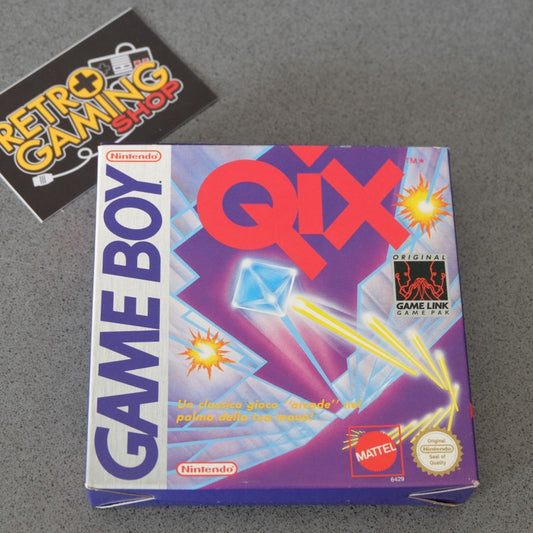 RETRO
GAMING
SHOP
Nintendo
GAME BOY
QiX
TM.*
ORIGINAL
GAME LINK
GAME PAK
Un classico gioco "arcade" nel
palmo della tua mano!
Nintendo
MATTEL
6429
Original
Nintendo
Seal of
Quality